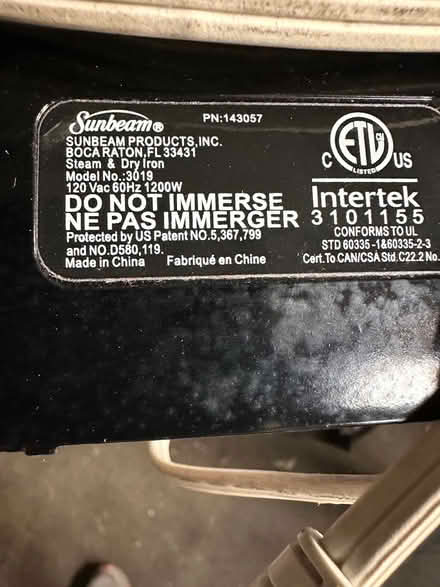 Sunbeam®
PN:143057
SUNBEAM PRODUCTS,INC.
BOCA RATON,FL 33431
Steam & Dry Iron
Model No.:3019
120 Vac 60Hz 1200W
DO NOT IMMERSE
NE PAS IMMERGER
Protected by US Patent NO.5,367,799
and NO.D580,119.
Made in China Fabriqué en Chine
ETL CM
LISTED
C US
Intertek
3101155
CONFORMS TO UL
STD 60335-1&60335-2-3
Cert.To CAN/CSA Std.C22.2 No.